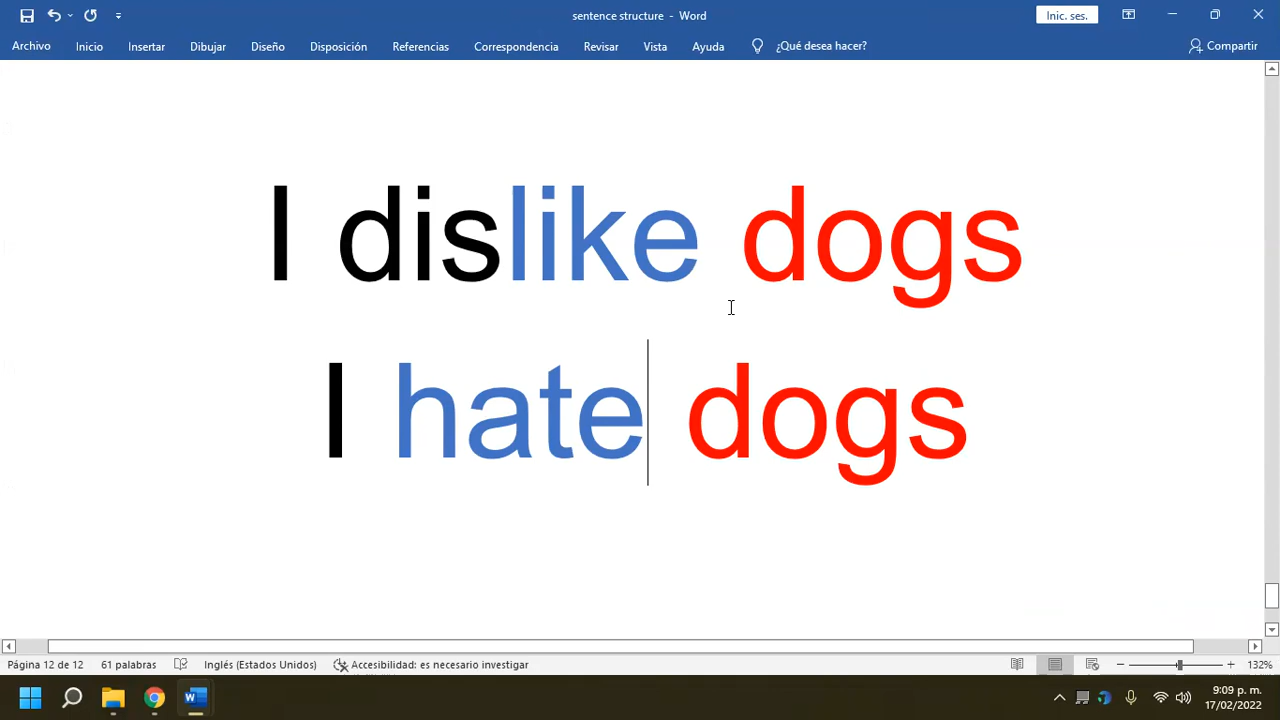 sentence structure - Word
Inic. ses.
Archivo Inicio Insertar Dibujar Diseño Disposición Referencias Correspondencia Revisar Vista Ayuda ¿Qué desea hacer? Compartir
I dislike dogs
I hate dogs
Página 12 de 12 61 palabras Inglés (Estados Unidos) Accesibilidad: es necesario investigar 132%
9:09 p. m.
17/02/2022